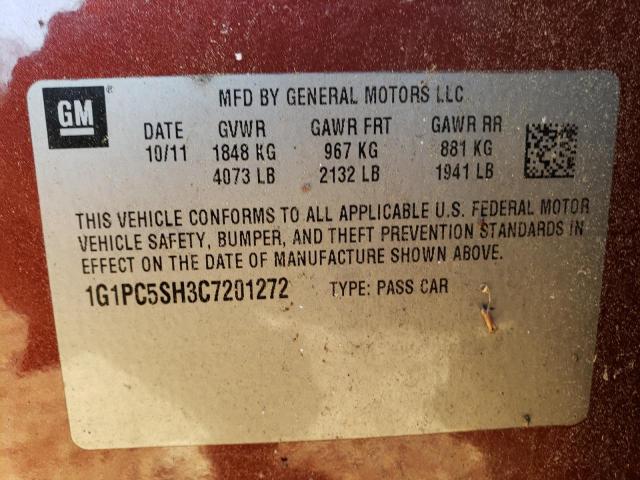 GM ®
MFD BY GENERAL MOTORS LLC
DATE GVWR GAWR FRT GAWR RR
10/11 1848 KG 967 KG 881 KG
4073 LB 2132 LB 1941 LB
THIS VEHICLE CONFORMS TO ALL APPLICABLE U.S. FEDERAL MOTOR
VEHICLE SAFETY, BUMPER, AND THEFT PREVENTION STANDARDS IN
EFFECT ON THE DATE OF MANUFACTURE SHOWN ABOVE.
1G1PC5SH3C7201272 TYPE: PASS CAR